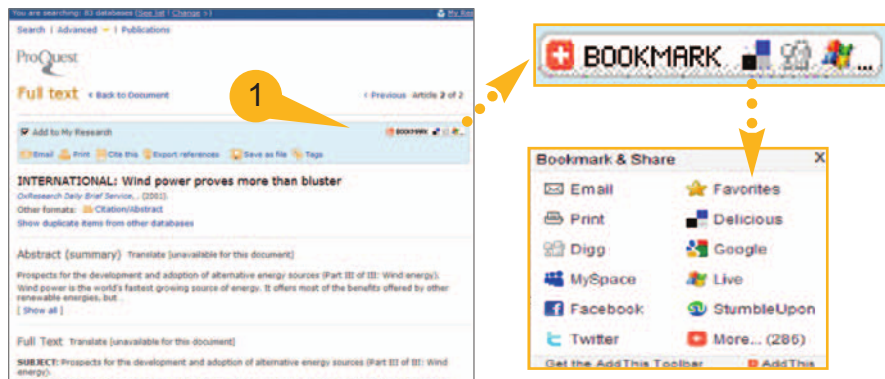 You are searching: 83 databases [See list | Change >]
My Res
Search | Advanced | Publications
ProQuest
Full text < Back to Document
< Previous Article 2 of 2
1
Add to My Research
BOOKMARK
Email Print Cite this Export references Save as file Tags
INTERNATIONAL: Wind power proves more than bluster
OxResearch Daily Brief Service, . (2001).
Other formats: Citation/Abstract
Show duplicate items from other databases
Abstract (summary) Translate [unavailable for this document]
Prospects for the development and adoption of alternative energy sources (Part III of III: Wind energy).
Wind power is the world's fastest growing source of energy. It offers most of the benefits offered by other
renewable energies, but ..
[ Show all ]
Full Text Translate [unavailable for this document]
SUBJECT: Prospects for the development and adoption of alternative energy sources (Part III of III: Wind
energy).
BOOKMARK ...
Bookmark & Share X
Email Favorites
Print Delicious
Digg Google
MySpace Live
Facebook StumbleUpon
Twitter More... (286)
Get the AddThis Toolbar AddThis